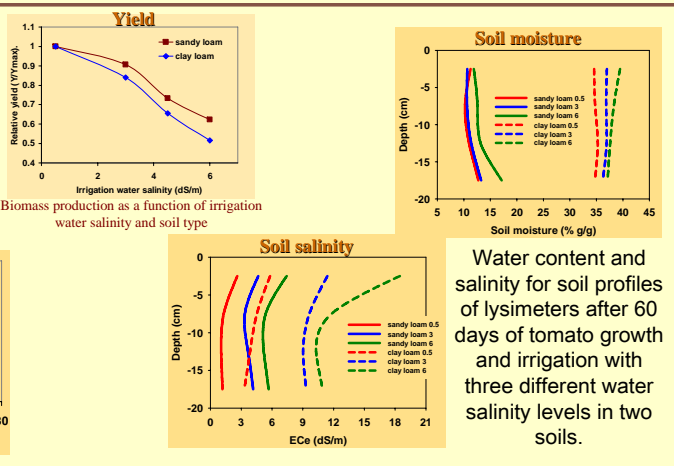 Yield
1.1
1
0.9
0.8
0.7
0.6
0.5
0.4
Relative yield (Y/Ymax).
sandy loam
clay loam
0 2 4 6 8
Irrigation water salinity (dS/m)
Biomass production as a function of irrigation
water salinity and soil type
Soil moisture
0
-5
-10
-15
-20
Depth (cm)
sandy loam 0.5
sandy loam 3
sandy loam 6
clay loam 0.5
clay loam 3
clay loam 6
5 10 15 20 25 30 35 40 45
Soil moisture (% g/g)
Soil salinity
0
-5
-10
-15
-20
Depth (cm)
sandy loam 0.5
sandy loam 3
sandy loam 6
clay loam 0.5
clay loam 3
clay loam 6
0 3 6 9 12 15 18 21
ECe (dS/m)
Water content and
salinity for soil profiles
of lysimeters after 60
days of tomato growth
and irrigation with
three different water
salinity levels in two
soils.